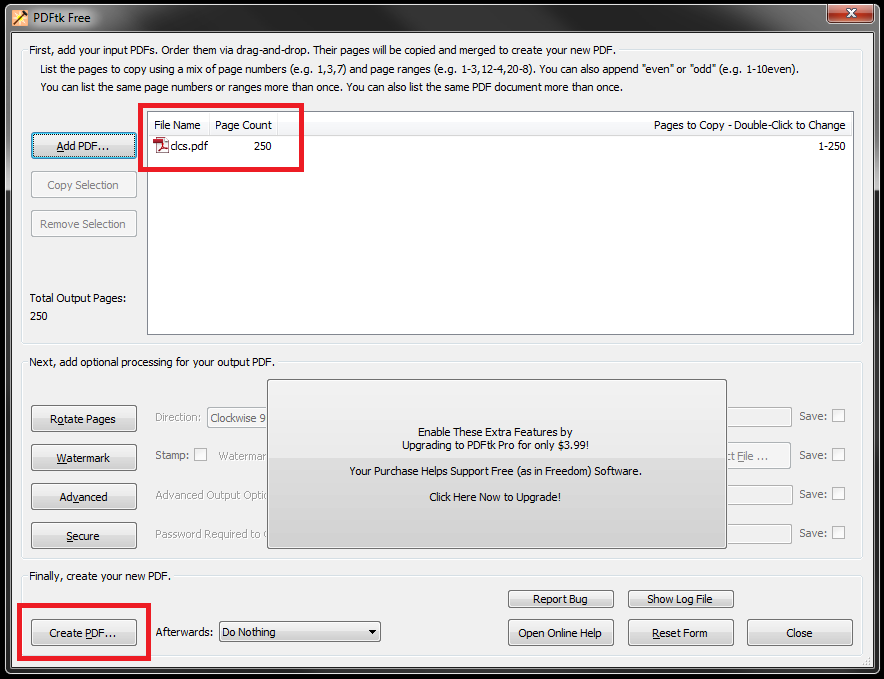 PDFtk Free
First, add your input PDFs. Order them via drag-and-drop. Their pages will be copied and merged to create your new PDF.
List the pages to copy using a mix of page numbers (e.g. 1,3,7) and page ranges (e.g. 1-3,12-4,20-8). You can also append "even" or "odd" (e.g. 1-10even).
You can list the same page numbers or ranges more than once. You can also list the same PDF document more than once.
File Name Page Count Pages to Copy - Double-Click to Change
Add PDF... clcs.pdf 250 1-250
Copy Selection
Remove Selection
Total Output Pages:
250
Next, add optional processing for your output PDF.
Rotate Pages Direction: Clockwise 9 Save:
Enable These Extra Features by
Upgrading to PDFtk Pro for only $3.99!
Watermark Stamp: Watermar ct File ... Save:
Your Purchase Helps Support Free (as in Freedom) Software.
Advanced Advanced Output Optio Save:
Click Here Now to Upgrade!
Secure Password Required to O Save:
Finally, create your new PDF.
Report Bug Show Log File
Create PDF... Afterwards: Do Nothing Open Online Help Reset Form Close